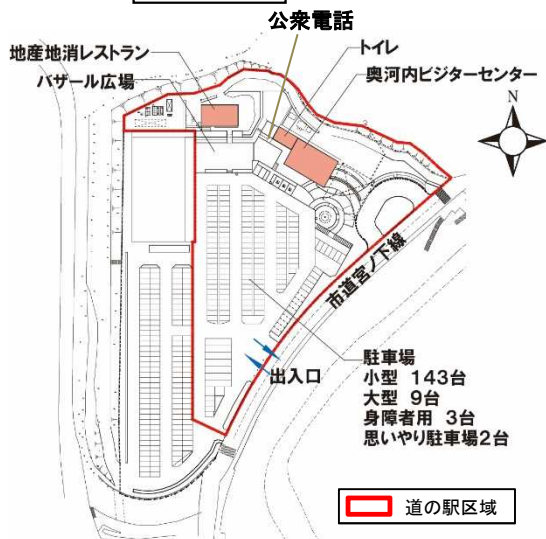 公衆電話
地産地消レストラン
トイレ
バザール広場
奥河内ビジターセンター
N
市道宮ノ下線
出入口
駐車場
小型 143台
大型 9台
身障者用 3台
思いやり駐車場2台
道の駅区域